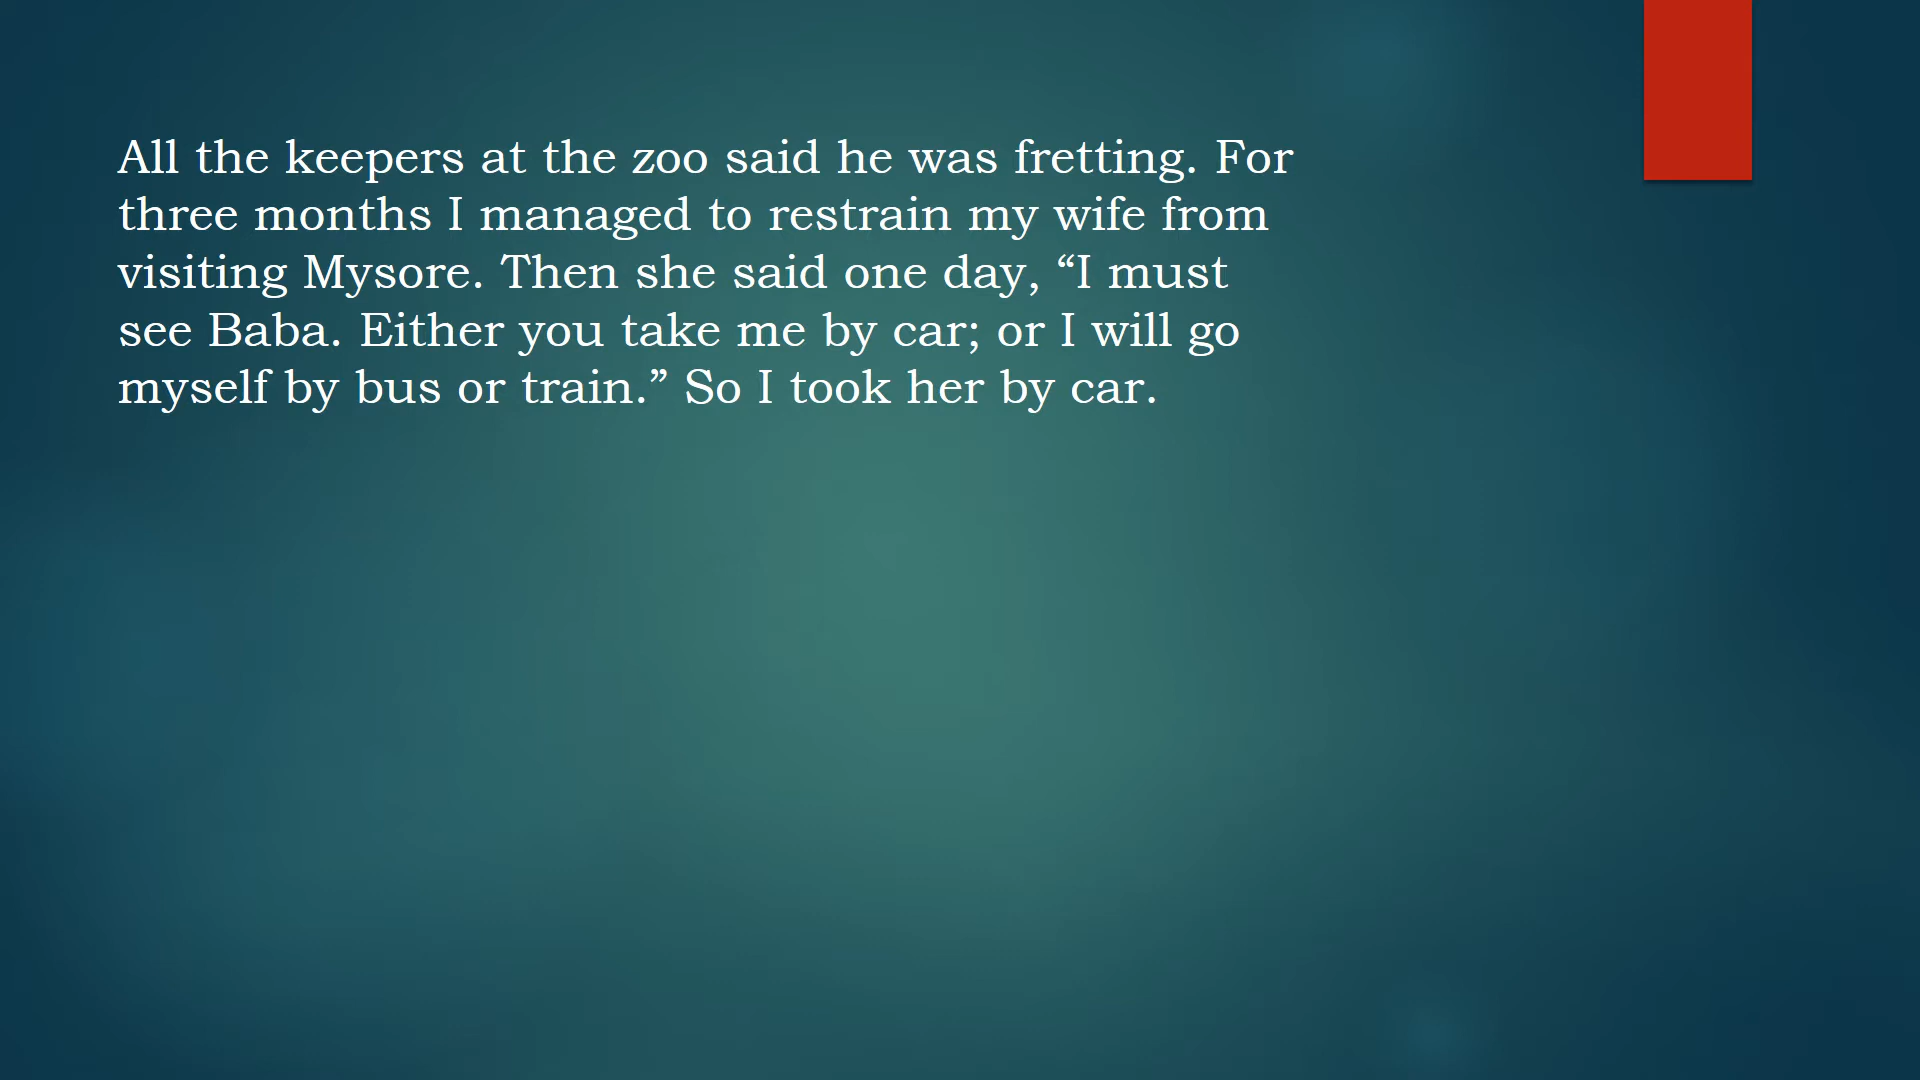 All the keepers at the zoo said he was fretting. For
three months I managed to restrain my wife from
visiting Mysore. Then she said one day, “I must
see Baba. Either you take me by car; or I will go
myself by bus or train.” So I took her by car.